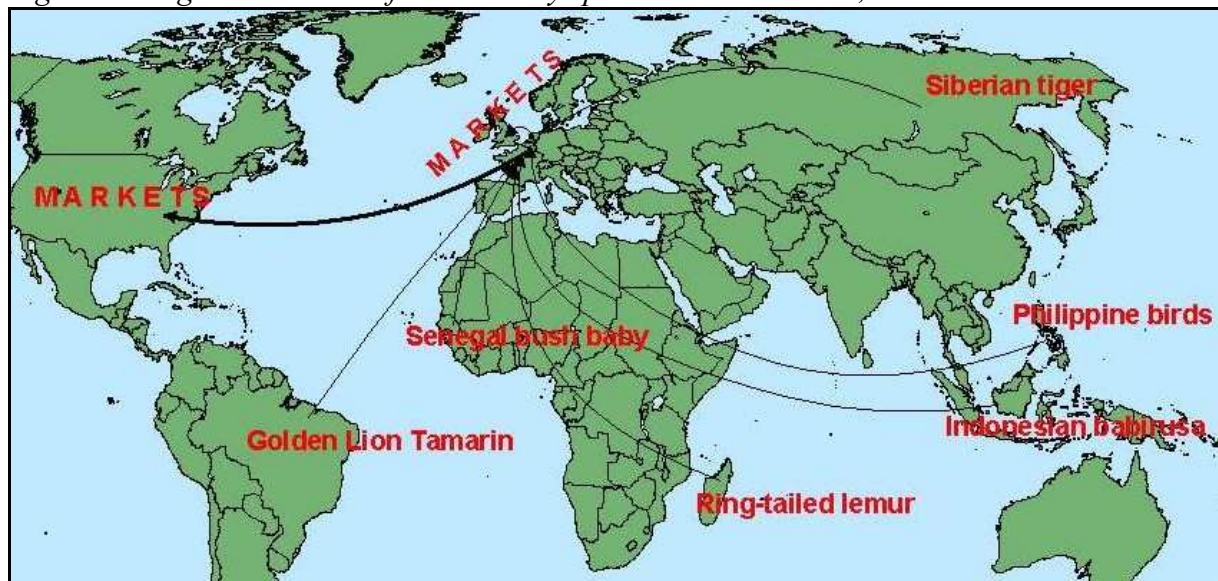 Siberian tiger
MARKETS
MARKETS
Philippine birds
Senegal bush baby
Indonesian babirusa
Golden Lion Tamarin
Ring-tailed lemur